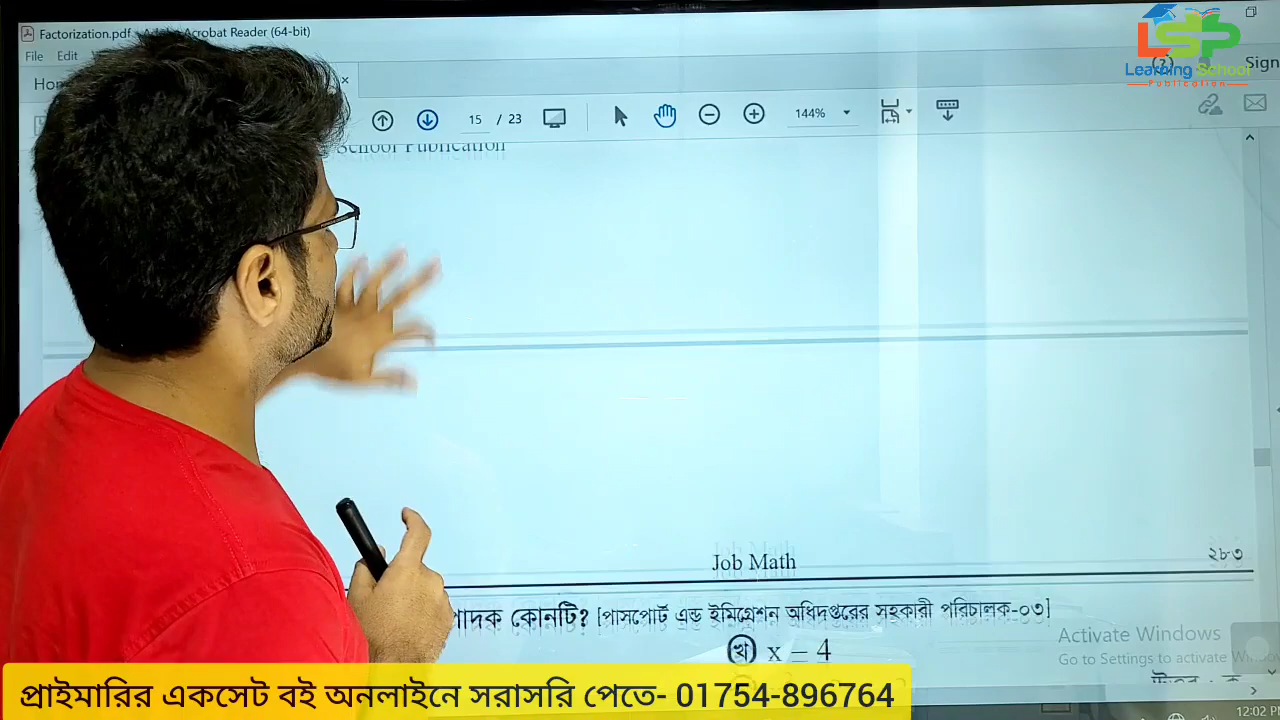 Factorization.pdf - Adobe Acrobat Reader (64-bit)
LSP
Learning School
Publication
File Edit
Sign
15 / 23
144%
School Publication
Job Math
২৮৩
পাদক কোনটি? [পাসপোর্ট এন্ড ইমিগ্রেশন অধিদপ্তরের সহকারী পরিচালক-০৩]
খ x – 4
Activate Windows
Go to Settings to activate
প্রাইমারির একসেট বই অনলাইনে সরাসরি পেতে- 01754-896764
12:02